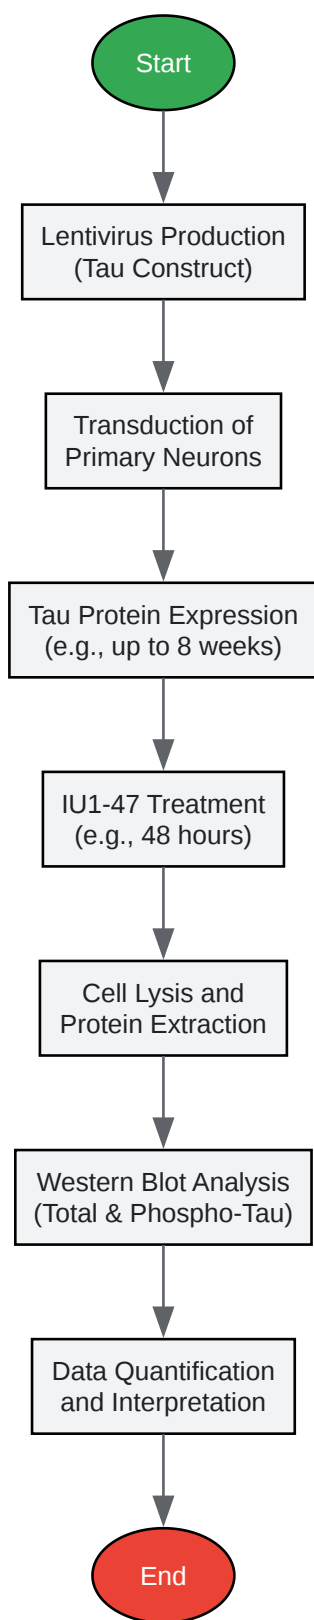 Start
Lentivirus Production
(Tau Construct)
Transduction of
Primary Neurons
Tau Protein Expression
(e.g., up to 8 weeks)
IU1-47 Treatment
(e.g., 48 hours)
Cell Lysis and
Protein Extraction
Western Blot Analysis
(Total & Phospho-Tau)
Data Quantification
and Interpretation
End